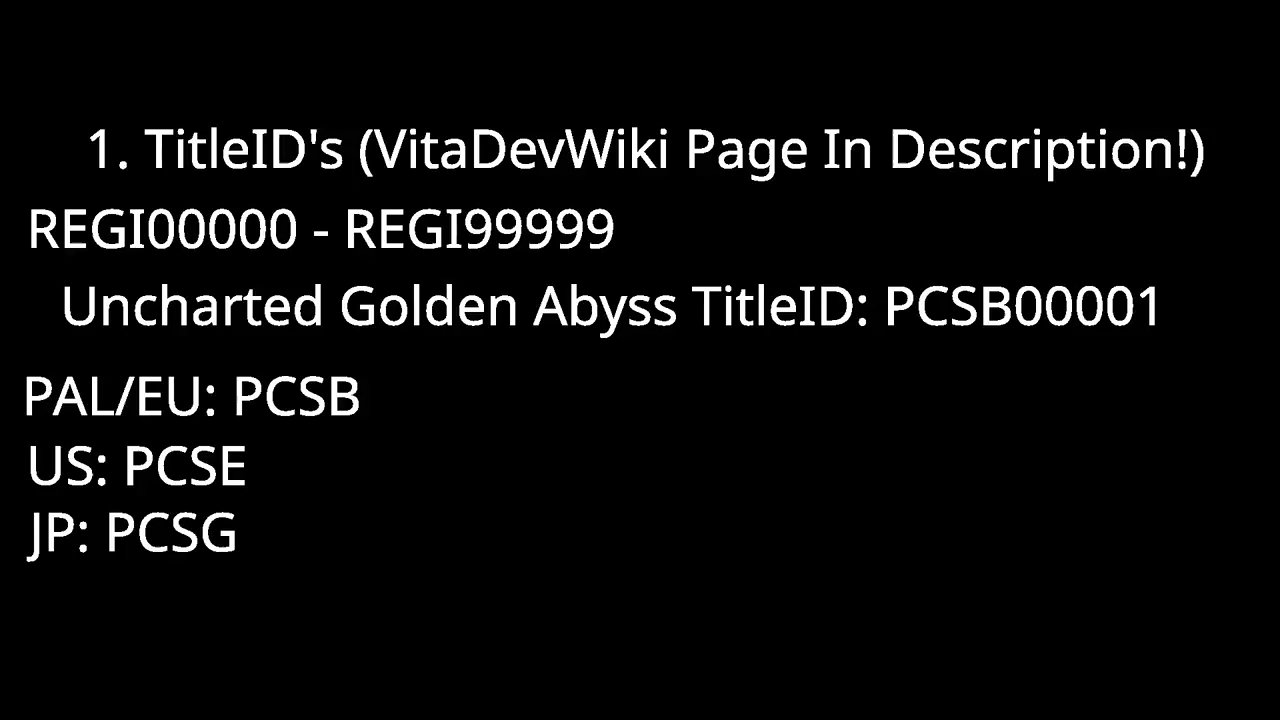 1. TitleID's (VitaDevWiki Page In Description!)
REGI00000 - REGI99999
Uncharted Golden Abyss TitleID: PCSB00001
PAL/EU: PCSB
US: PCSE
JP: PCSG